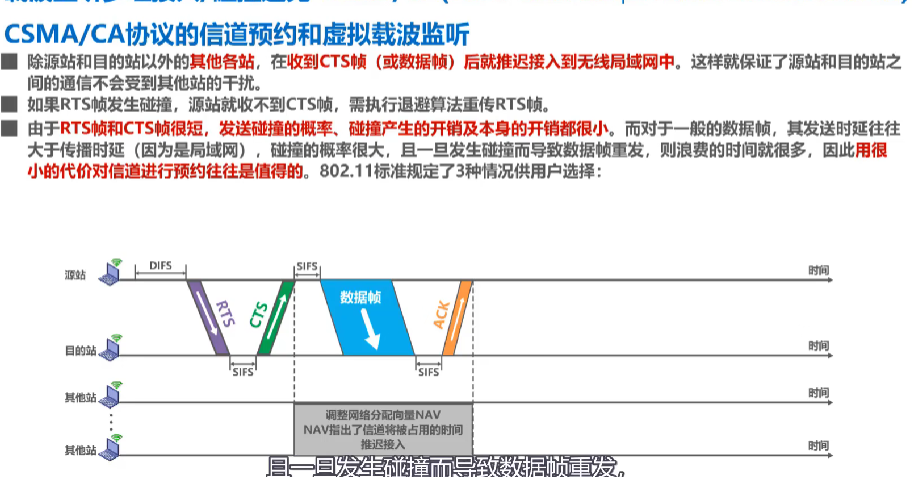 CSMA/CA协议的信道预约和虚拟载波监听
除源站和目的站以外的其他各站，在收到CTS帧（或数据帧）后就推迟接入到无线局域网中。这样就保证了源站和目的站之
间的通信不会受到其他站的干扰。
如果RTS帧发生碰撞，源站就收不到CTS帧，需执行退避算法重传RTS帧。
由于RTS帧和CTS帧很短，发送碰撞的概率、碰撞产生的开销及本身的开销都很小。而对于一般的数据帧，其发送时延往往
大于传播时延（因为是局域网），碰撞的概率很大，且一旦发生碰撞而导致数据帧重发，则浪费的时间就很多，因此用很
小的代价对信道进行预约往往是值得的。802.11标准规定了3种情况供用户选择：
DIFS
SIFS
源站
时间
RTS
CTS
数据帧
ACK
目的站
时间
SIFS
SIFS
其他站
时间
调整网络分配向量NAV
NAV指出了信道将被占用的时间
推迟接入
其他站
时间
且一旦发生碰撞而导致数据帧重发，